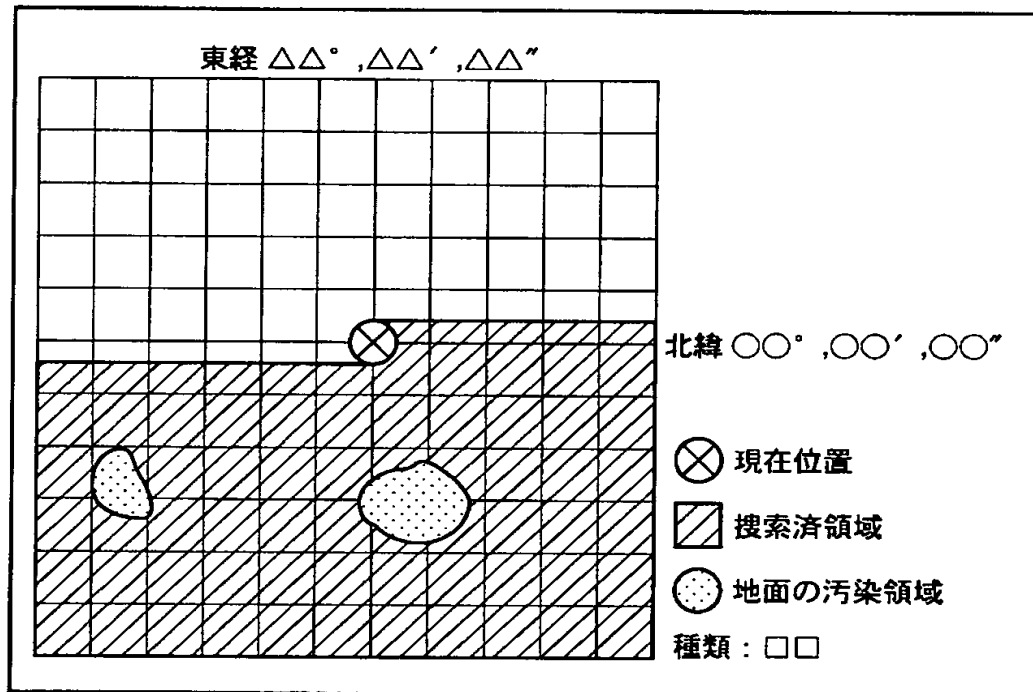 東経 △△° ,△△′ ,△△″
北緯 ○○° ,○○′ ,○○″
現在位置
捜索済領域
地面の汚染領域
種類 : □□